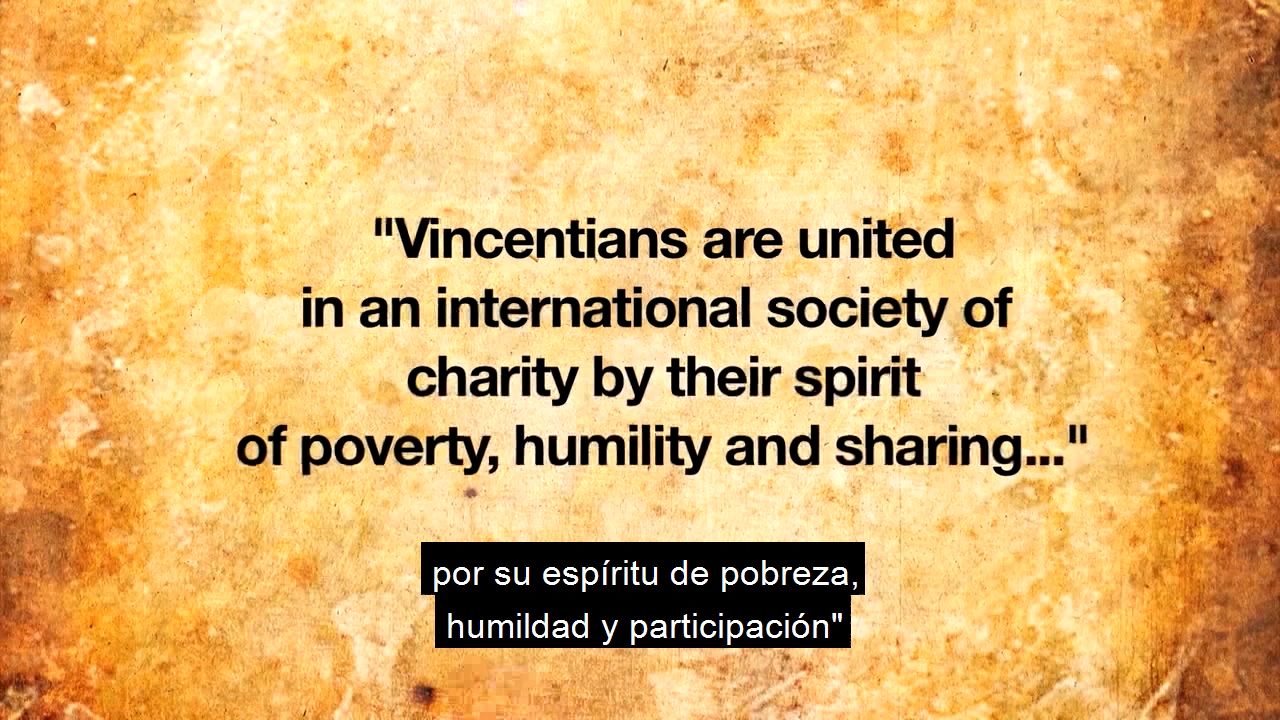 "Vincentians are united
in an international society of
charity by their spirit
of poverty, humility and sharing..."
por su espíritu de pobreza,
humildad y participación"